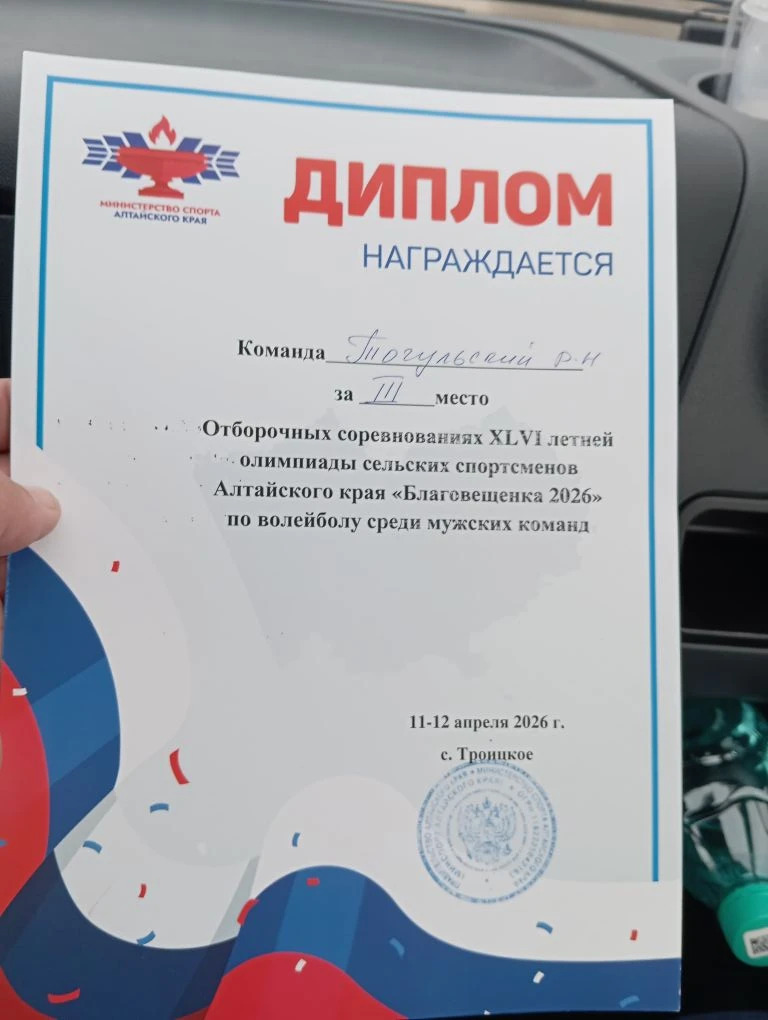 МИНИСТЕРСТВО СПОРТА
АЛТАЙСКОГО КРАЯ
ДИПЛОМ
НАГРАЖДАЕТСЯ
Команда Тогульский р-н
за III место
Отборочных соревнованиях XLVI летней
олимпиады сельских спортсменов
Алтайского края «Благовещенка 2026»
по волейболу среди мужских команд
11-12 апреля 2026 г.
с. Троицкое